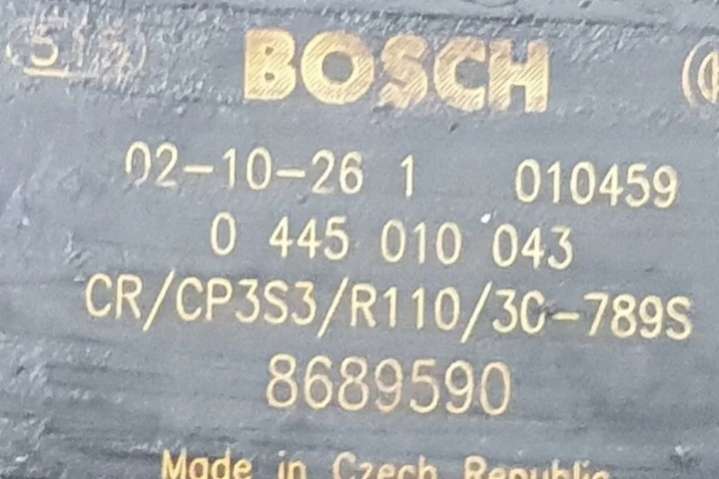 BOSCH
02-10-26 1 010459
0 445 010 043
CR/CP3S3/R110/30-789S
8689590
Made in Czech Republic